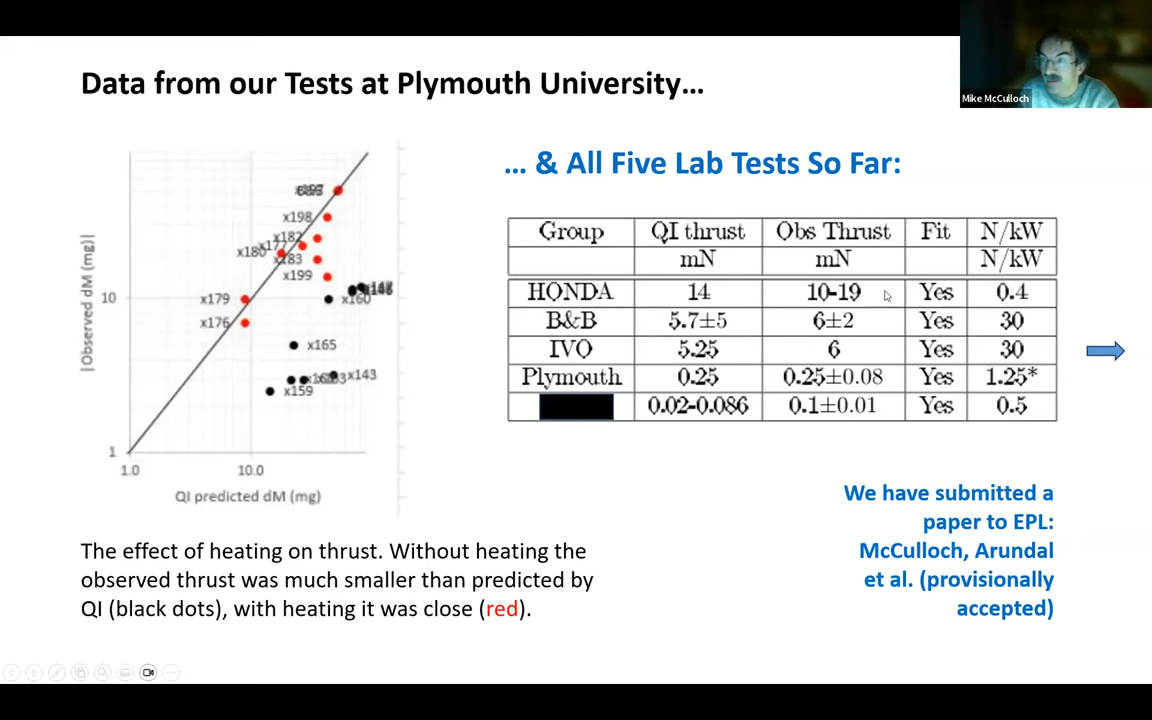 Mike McCulloch
Data from our Tests at Plymouth University...
... & All Five Lab Tests So Far:
|Observed dM (mg)|
10
1
1.0
10.0
QI predicted dM (mg)
x198
x182
x177
x180
x183
x199
x179
x176
x160
x165
x143
x159
Group QI thrust Obs Thrust Fit N/kW
mN mN N/kW
HONDA 14 10-19 Yes 0.4
B&B 5.7±5 6±2 Yes 30
IVO 5.25 6 Yes 30
Plymouth 0.25 0.25±0.08 Yes 1.25*
0.02-0.086 0.1±0.01 Yes 0.5
The effect of heating on thrust. Without heating the
observed thrust was much smaller than predicted by
QI (black dots), with heating it was close (red).
We have submitted a
paper to EPL:
McCulloch, Arundal
et al. (provisionally
accepted)